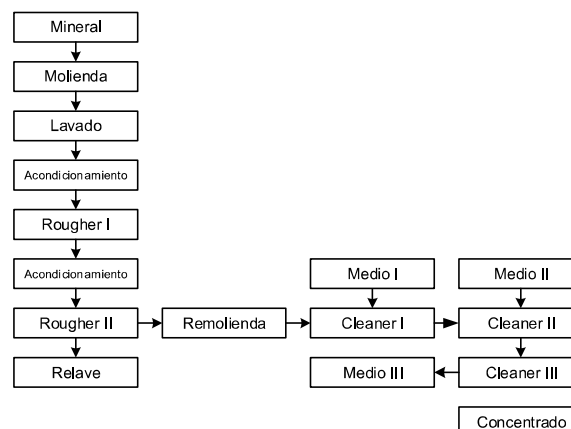 Mineral
Molienda
Lavado
Acondicionamiento
Rougher I
Acondicionamiento
Medio I
Medio II
Rougher II
Remolienda
Cleaner I
Cleaner II
Relave
Medio III
Cleaner III
Concentrado